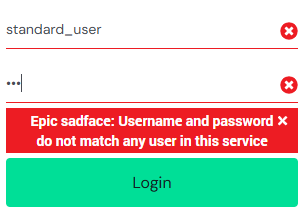 standard_user
•••
Epic sadface: Username and password
do not match any user in this service
Login